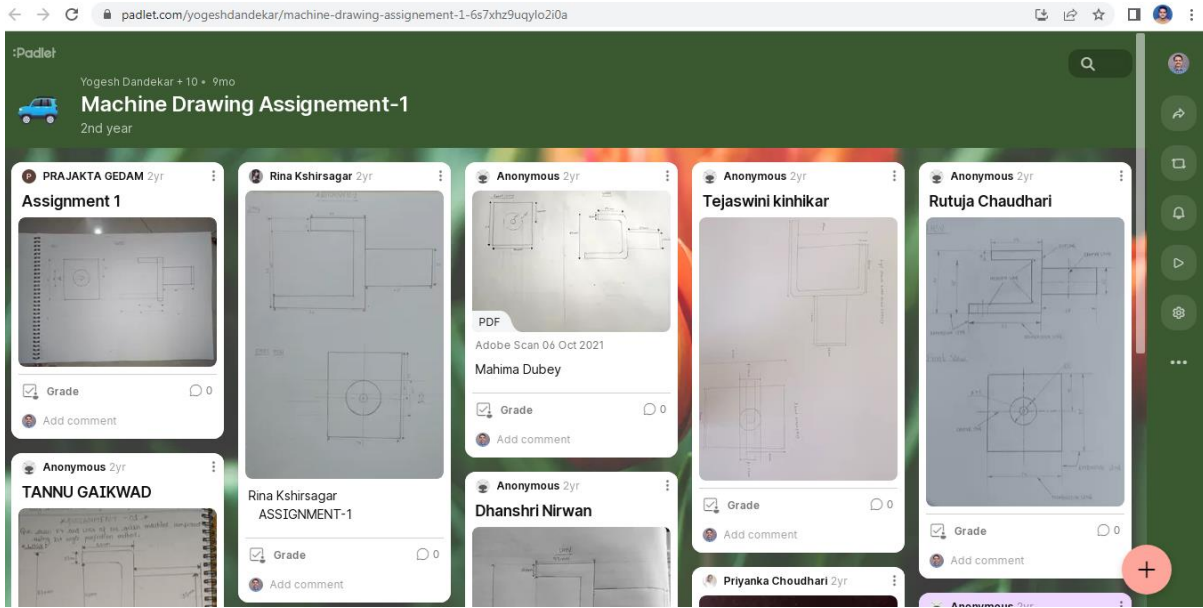 padlet.com/yogeshdandekar/machine-drawing-assignement-1-6s7xhz9uqylo2i0a
:Padlet
Yogesh Dandekar + 10 • 9mo
Machine Drawing Assignement-1
2nd year
P PRAJAKTA GEDAM 2yr
Assignment 1
Grade
0
Add comment
Anonymous 2yr
TANNU GAIKWAD
Rina Kshirsagar 2yr
Rina Kshirsagar
ASSIGNMENT-1
Grade
0
Add comment
Anonymous 2yr
PDF
Adobe Scan 06 Oct 2021
Mahima Dubey
Grade
0
Add comment
Anonymous 2yr
Dhanshri Nirwan
Anonymous 2yr
Tejaswini kinhikar
Grade
0
Add comment
Priyanka Choudhari 2yr
Anonymous 2yr
Rutuja Chaudhari
Grade
0
Add comment
Anonymous 2yr